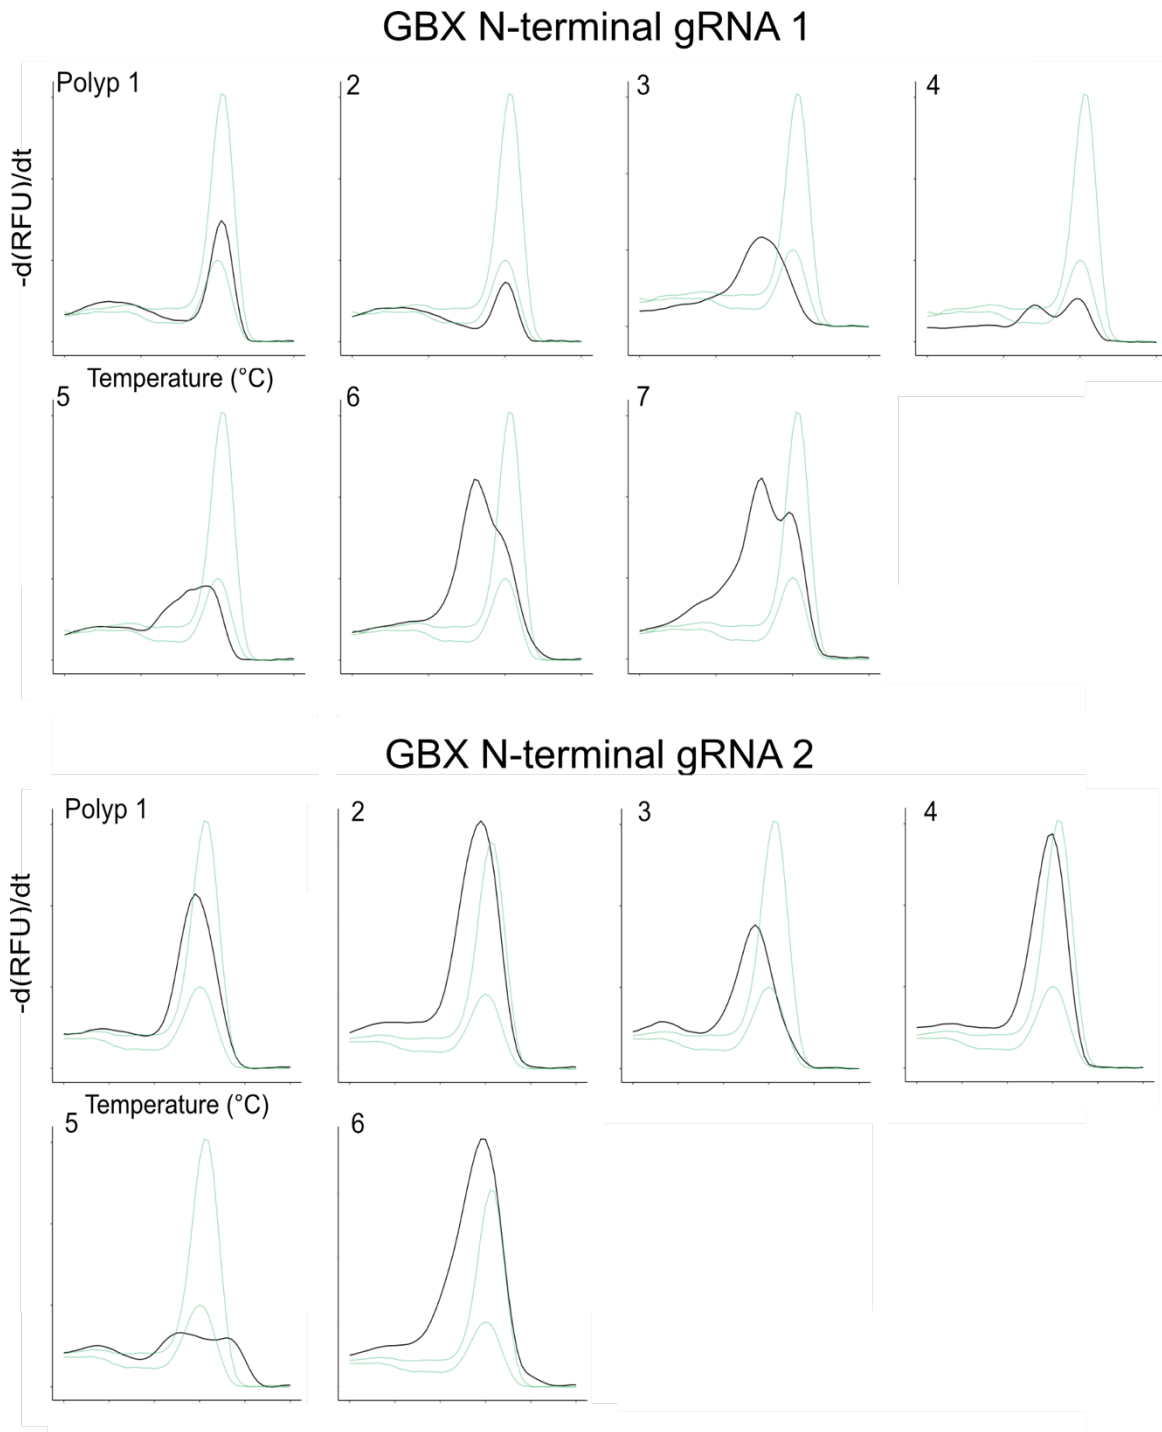 GBX N-terminal gRNA 1
Polyp 1
2
3
4
-d(RFU)/dt
Temperature (°C)
5
6
7
GBX N-terminal gRNA 2
Polyp 1
2
3
4
-d(RFU)/dt
Temperature (°C)
5
6